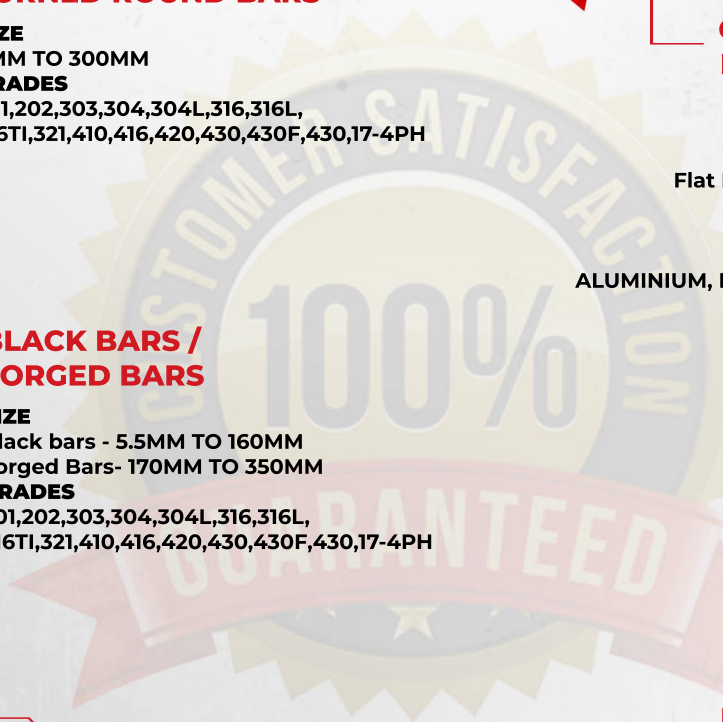 ROUND BARS
MM TO 300MM
1,202,303,304,304L,316,316L,
6TI,321,410,416,420,430,430F,430,17-4PH
Flat
ALUMINIUM,
BLACK BARS /
ORGED BARS
IZE
lack bars - 5.5MM TO 160MM
orged Bars- 170MM TO 350MM
RADES
01,202,303,304,304L,316,316L,
16TI,321,410,416,420,430,430F,430,17-4PH
CUSTOMER SATISFACTION
100%
GUARANTEED